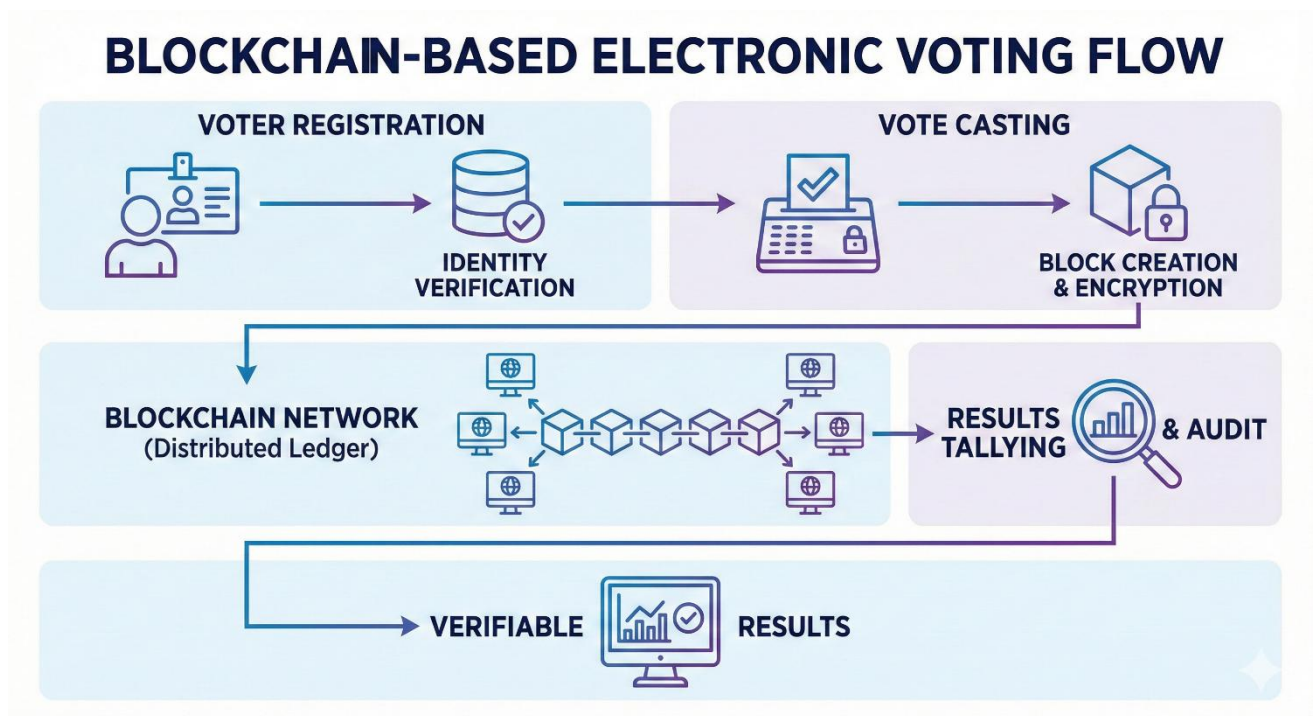 BLOCKCHAIN-BASED ELECTRONIC VOTING FLOW
VOTER REGISTRATION
IDENTITY
VERIFICATION
VOTE CASTING
BLOCK CREATION
& ENCRYPTION
BLOCKCHAIN NETWORK
(Distributed Ledger)
RESULTS
TALLYING
& AUDIT
VERIFIABLE
RESULTS